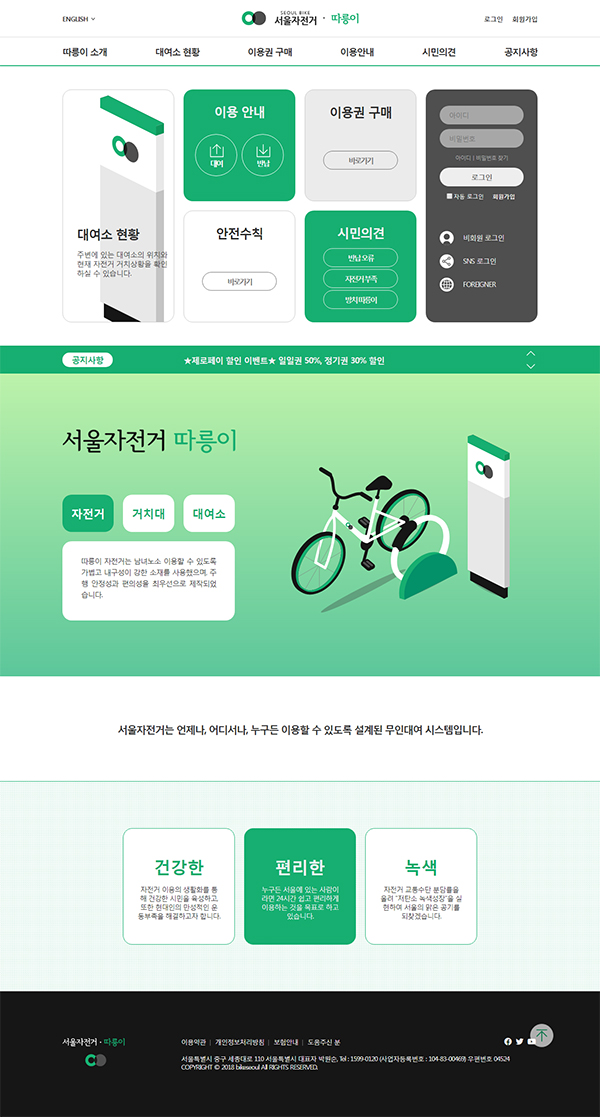 ENGLISH
SEOUL BIKE
서울자전거 · 따릉이
로그인 회원가입
따릉이 소개 대여소 현황 이용권 구매 이용안내 시민의견 공지사항
대여소 현황
주변에 있는 대여소의 위치와
현재 자전거 거치상황을 확인
하실 수 있습니다.
이용 안내
대여 반납
이용권 구매
바로가기
안전수칙
바로가기
시민의견
반납 오류
자전거 부족
방치 따릉이
아이디
비밀번호
아이디 | 비밀번호 찾기
로그인
자동 로그인 회원가입
비회원 로그인
SNS 로그인
FOREIGNER
공지사항 ★제로페이 할인 이벤트★ 일일권 50%, 정기권 30% 할인
서울자전거 따릉이
자전거 거치대 대여소
따릉이 자전거는 남녀노소 이용할 수 있도록
가볍고 내구성이 강한 소재를 사용했으며, 주
행 안정성과 편의성을 최우선으로 제작되었
습니다.
서울자전거는 언제나, 어디서나, 누구든 이용할 수 있도록 설계된 무인대여 시스템입니다.
건강한
자전거 이용의 생활화를 통
해 건강한 시민을 육성하고,
또한 현대인의 만성적인 운
동부족을 해결하고자 합니다.
편리한
누구든 서울에 있는 사람이
라면 24시간 쉽고 편리하게
이용하는 것을 목표로 하고
있습니다.
녹색
자전거 교통수단 분담률을
올려 "저탄소 녹색성장"을 실
현하여 서울의 맑은 공기를
되찾겠습니다.
서울자전거 · 따릉이
이용약관 | 개인정보처리방침 | 보험안내 | 도움주신 분
서울특별시 중구 세종대로 110 서울특별시 대표자 박원순, Tel : 1599-0120 (사업자등록번호 : 104-83-00469) 우편번호 04524
COPYRIGHT © 2018 bikeseoul All RIGHTS RESERVED.